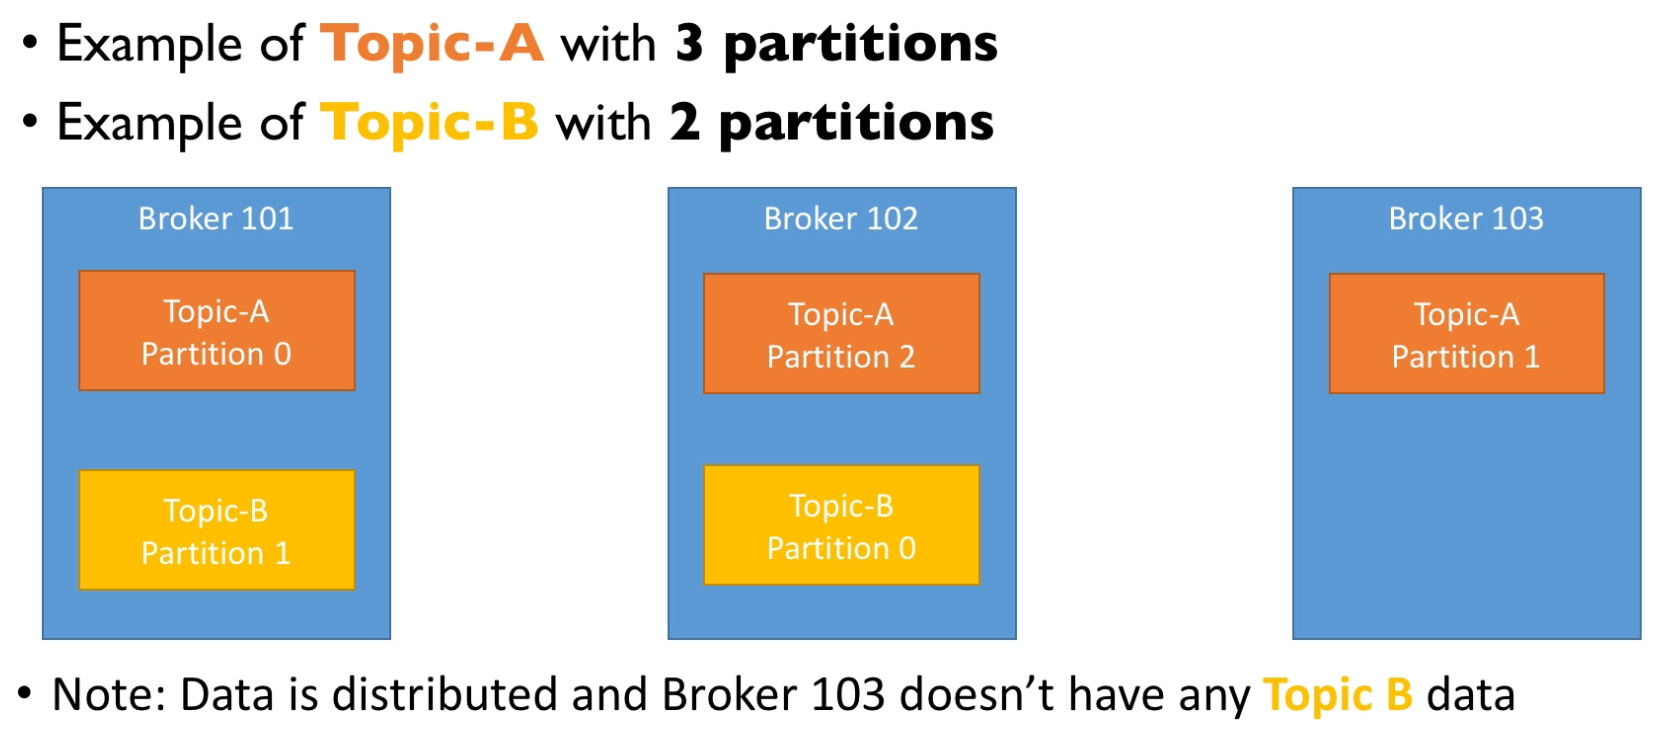 • Example of Topic-A with 3 partitions
• Example of Topic-B with 2 partitions
Broker 101
Topic-A
Partition 0
Topic-B
Partition 1
Broker 102
Topic-A
Partition 2
Topic-B
Partition 0
Broker 103
Topic-A
Partition 1
• Note: Data is distributed and Broker 103 doesn’t have any Topic B data